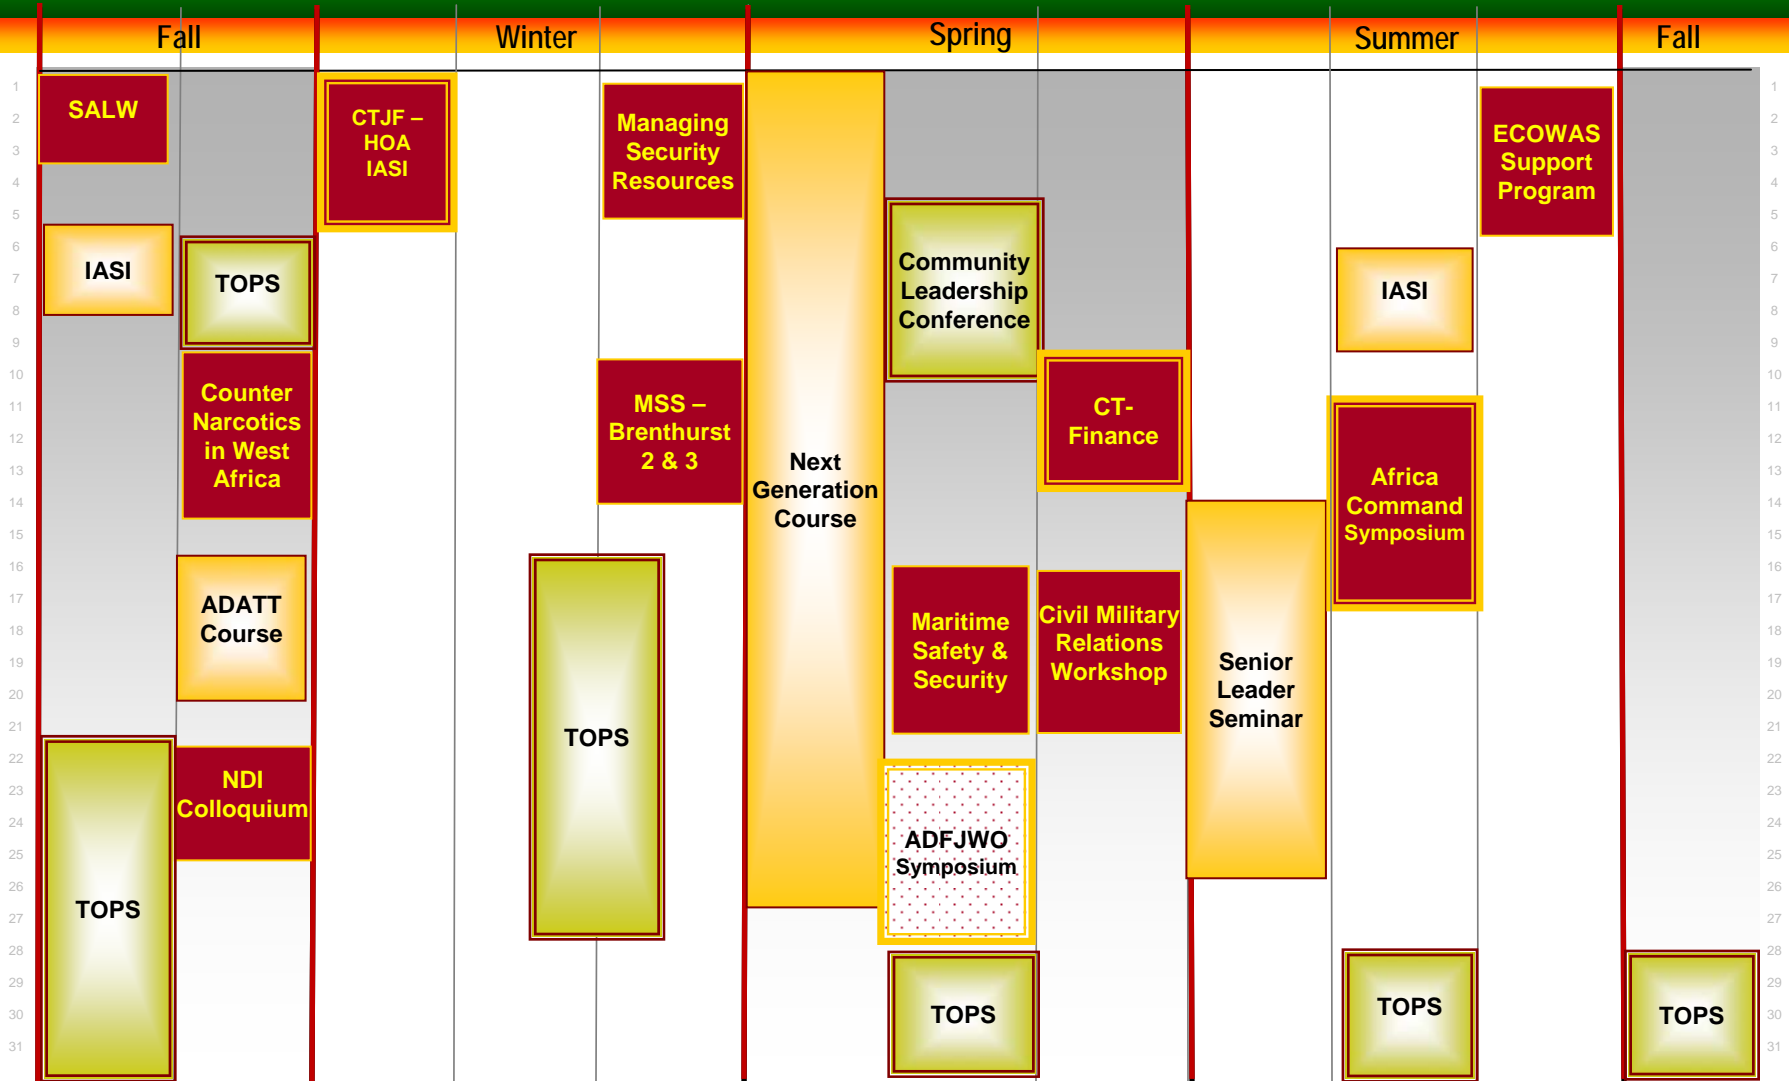 Fall
Winter
Spring
Summer
Fall
1
2
3
4
5
6
7
8
9
10
11
12
13
14
15
16
17
18
19
20
21
22
23
24
25
26
27
28
29
30
31
SALW
IASI
TOPS
TOPS
Counter
Narcotics
in West
Africa
ADATT
Course
NDI
Colloquium
CTJF –
HOA
IASI
TOPS
Managing
Security
Resources
MSS –
Brenthurst
2 & 3
Next
Generation
Course
Community
Leadership
Conference
Maritime
Safety &
Security
ADFJWO
Symposium
TOPS
CT-
Finance
Civil Military
Relations
Workshop
Senior
Leader
Seminar
IASI
Africa
Command
Symposium
TOPS
ECOWAS
Support
Program
TOPS
1
2
3
4
5
6
7
8
9
10
11
12
13
14
15
16
17
18
19
20
21
22
23
24
25
26
27
28
29
30
31